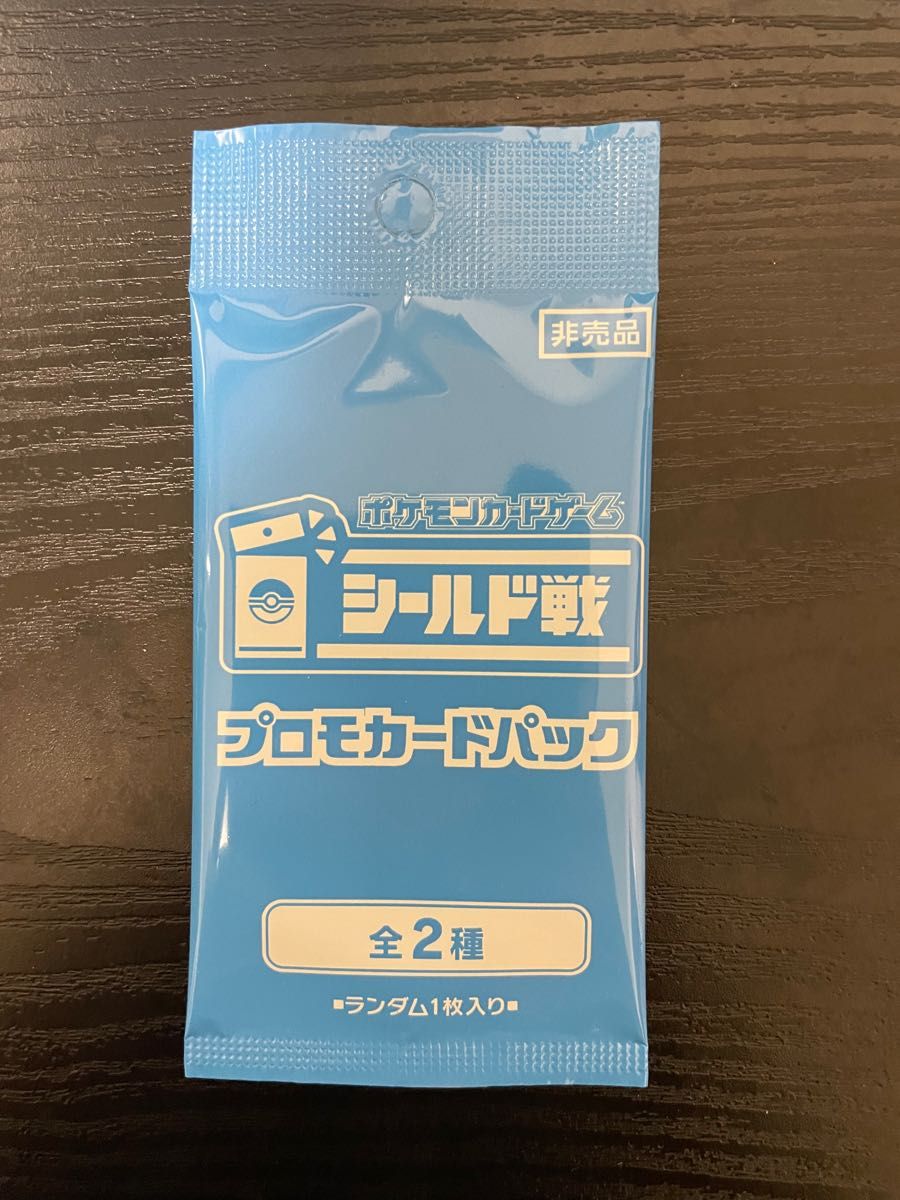 非売品
ポケモンカードゲーム
シールド戦
プロモカードパック
全2種
▪ランダム1枚入り▪